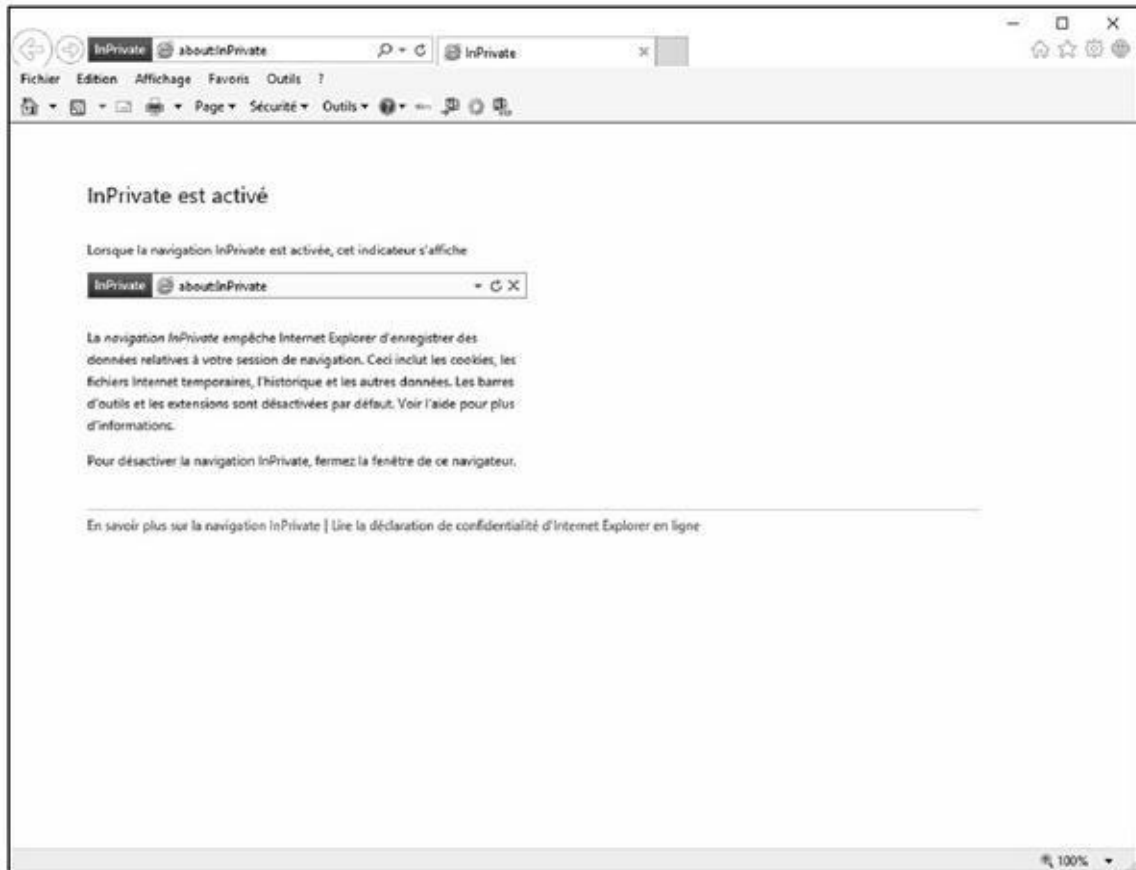 InPrivate about:InPrivate InPrivate
Fichier Edition Affichage Favoris Outils ?
Page Sécurité Outils
InPrivate est activé
Lorsque la navigation InPrivate est activée, cet indicateur s'affiche
InPrivate about:InPrivate
La navigation InPrivate empêche Internet Explorer d'enregistrer des
données relatives à votre session de navigation. Ceci inclut les cookies, les
fichiers Internet temporaires, l'historique et les autres données. Les barres
d'outils et les extensions sont désactivées par défaut. Voir l'aide pour plus
d'informations.
Pour désactiver la navigation InPrivate, fermez la fenêtre de ce navigateur.
En savoir plus sur la navigation InPrivate | Lire la déclaration de confidentialité d'Internet Explorer en ligne
100%